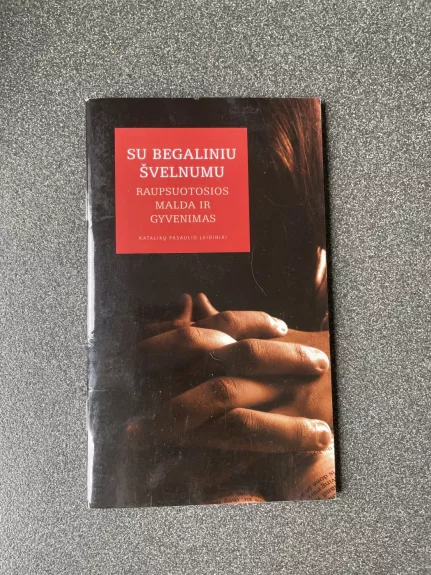 SU BEGALINIU
ŠVELNUMU
RAUPSUOTOSIOS
MALDA IR
GYVENIMAS
KATALIKŲ PASAULIO LEIDINIAI